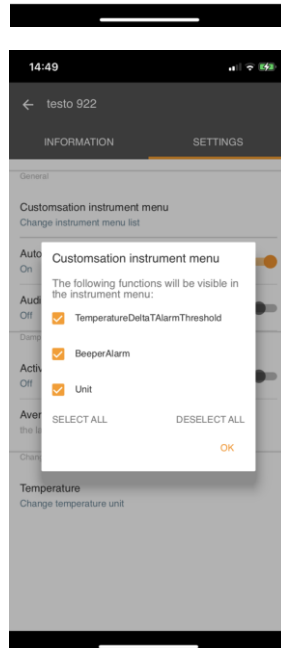 14:49
testo 922
INFORMATION SETTINGS
General
Customsation instrument menu
Change instrument menu list
Auto
On
Customsation instrument menu
The following functions will be visible in
the instrument menu:
TemperatureDeltaTAlarmThreshold
BeeperAlarm
Unit
SELECT ALL DESELECT ALL
OK
Audi
Off
Damp
Activ
Off
Aver
the la
Chang
Temperature
Change temperature unit